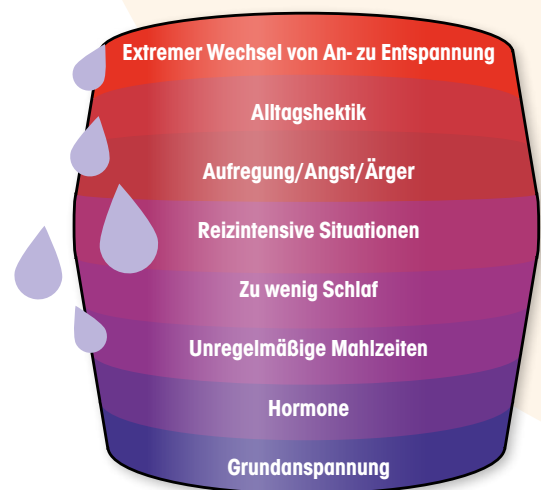 Extremer Wechsel von An- zu Entspannung
Alltagshektik
Aufregung/Angst/Ärger
Reizintensive Situationen
Zu wenig Schlaf
Unregelmäßige Mahlzeiten
Hormone
Grundanspannung